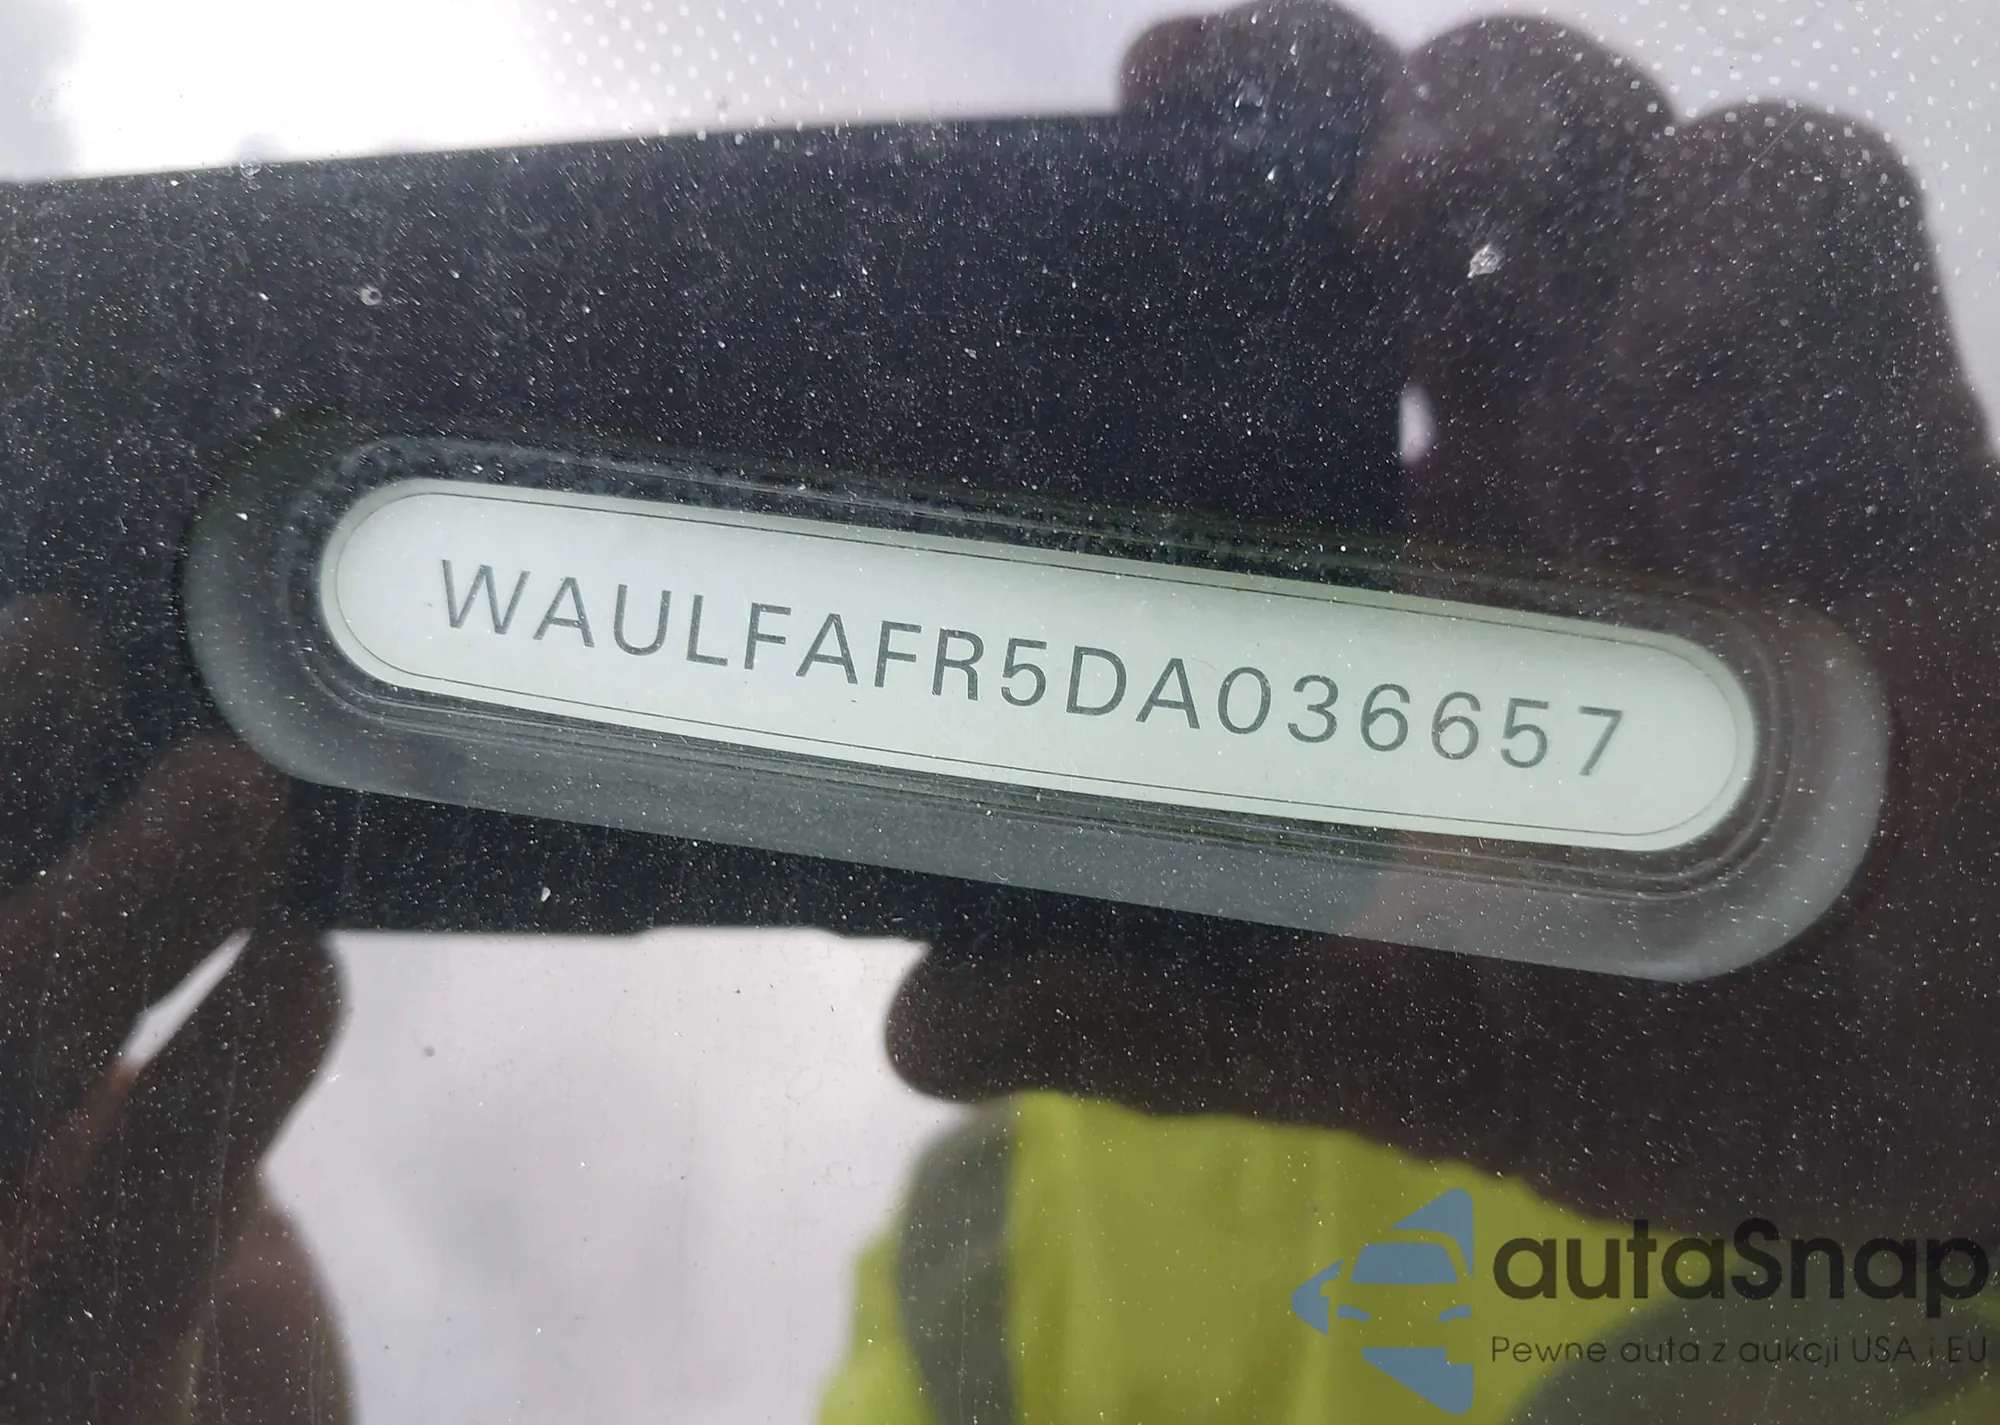 WAULFAFR5DA036657
autaSnap
Pewne auta z aukcji USA i EU